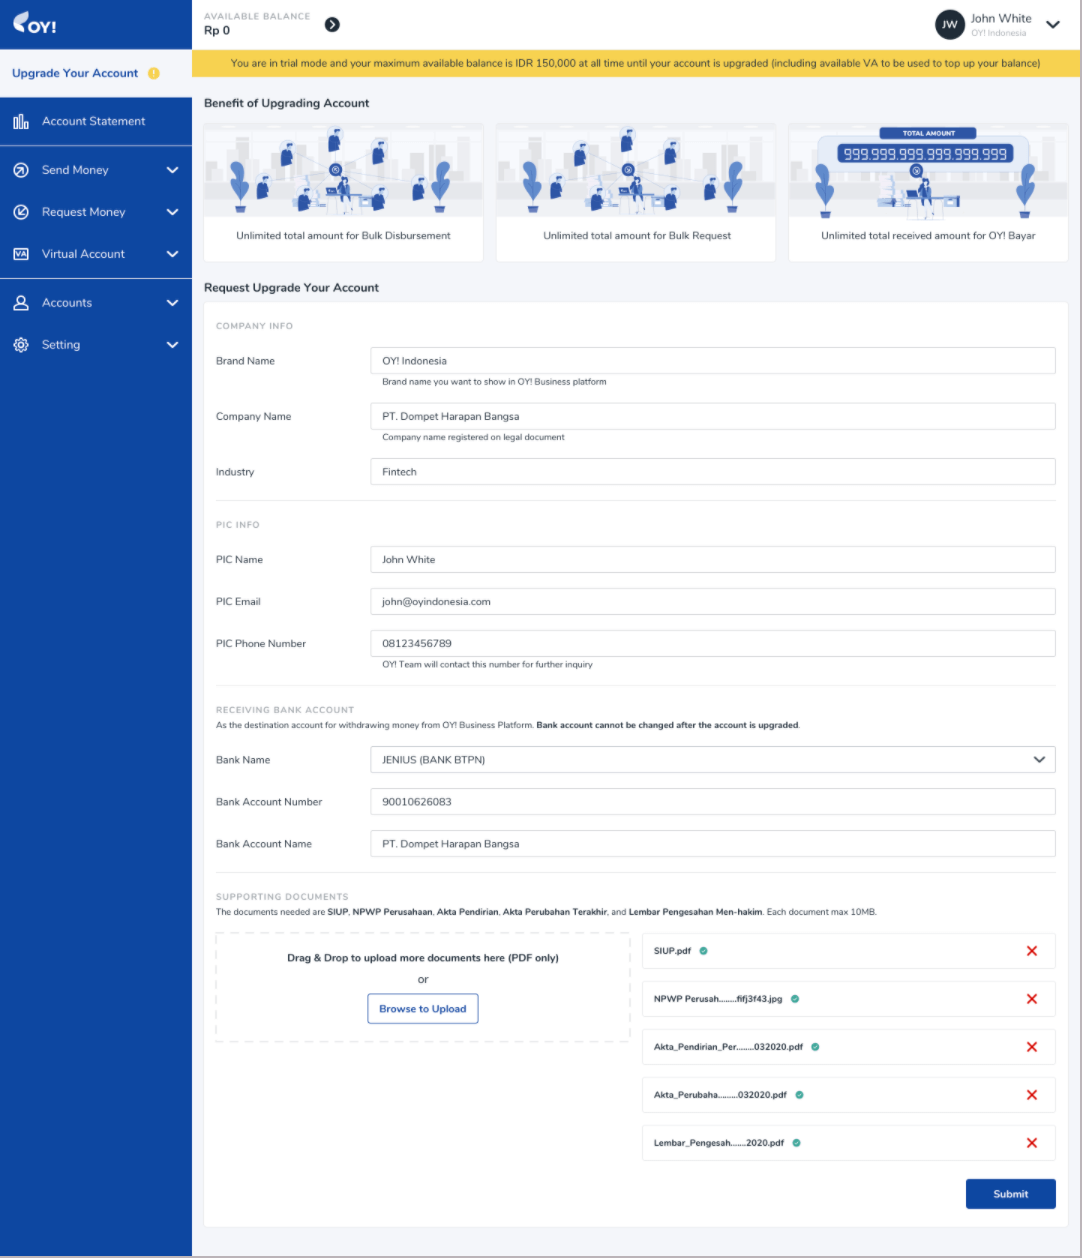 OY!
AVAILABLE BALANCE
Rp 0
JW
John White
OY! Indonesia
Upgrade Your Account
You are in trial mode and your maximum available balance is IDR 150,000 at all time until your account is upgraded (including available VA to be used to top up your balance)
Account Statement
Send Money
Request Money
VA Virtual Account
Accounts
Setting
Benefit of Upgrading Account
TOTAL AMOUNT
999.999.999.999.999.999
Unlimited total amount for Bulk Disbursement
Unlimited total amount for Bulk Request
Unlimited total received amount for OY! Bayar
Request Upgrade Your Account
COMPANY INFO
Brand Name
OY! Indonesia
Brand name you want to show in OY! Business platform
Company Name
PT. Dompet Harapan Bangsa
Company name registered on legal document
Industry
Fintech
PIC INFO
PIC Name
John White
PIC Email
john@oyindonesia.com
PIC Phone Number
08123456789
OY! Team will contact this number for further inquiry
RECEIVING BANK ACCOUNT
As the destination account for withdrawing money from OY! Business Platform. Bank account cannot be changed after the account is upgraded.
Bank Name
JENIUS (BANK BTPN)
Bank Account Number
90010626083
Bank Account Name
PT. Dompet Harapan Bangsa
SUPPORTING DOCUMENTS
The documents needed are SIUP, NPWP Perusahaan, Akta Pendirian, Akta Perubahan Terakhir, and Lembar Pengesahan Men-hakim. Each document max 10MB.
Drag & Drop to upload more documents here (PDF only)
or
Browse to Upload
SIUP.pdf
NPWP Perusah........fifj3f43.jpg
Akta_Pendirian_Per........032020.pdf
Akta_Perubaha.........032020.pdf
Lembar_Pengesah.......2020.pdf
Submit